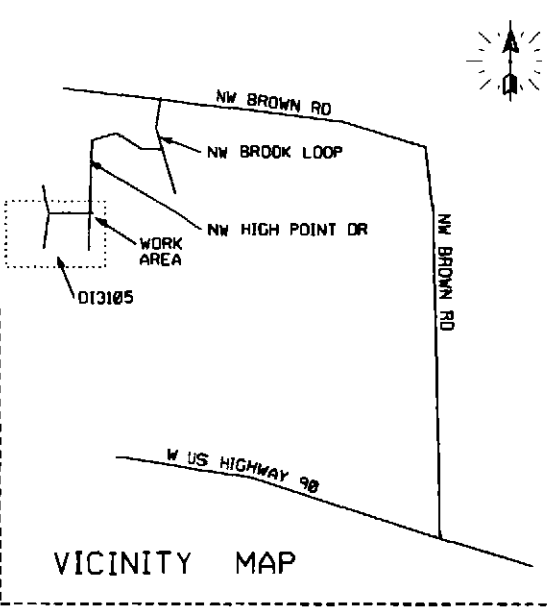 NW BROWN RD
NW BROOK LOOP
NW HIGH POINT DR
WORK
AREA
NW BROWN RD
DI3105
W US HIGHWAY 90
VICINITY MAP